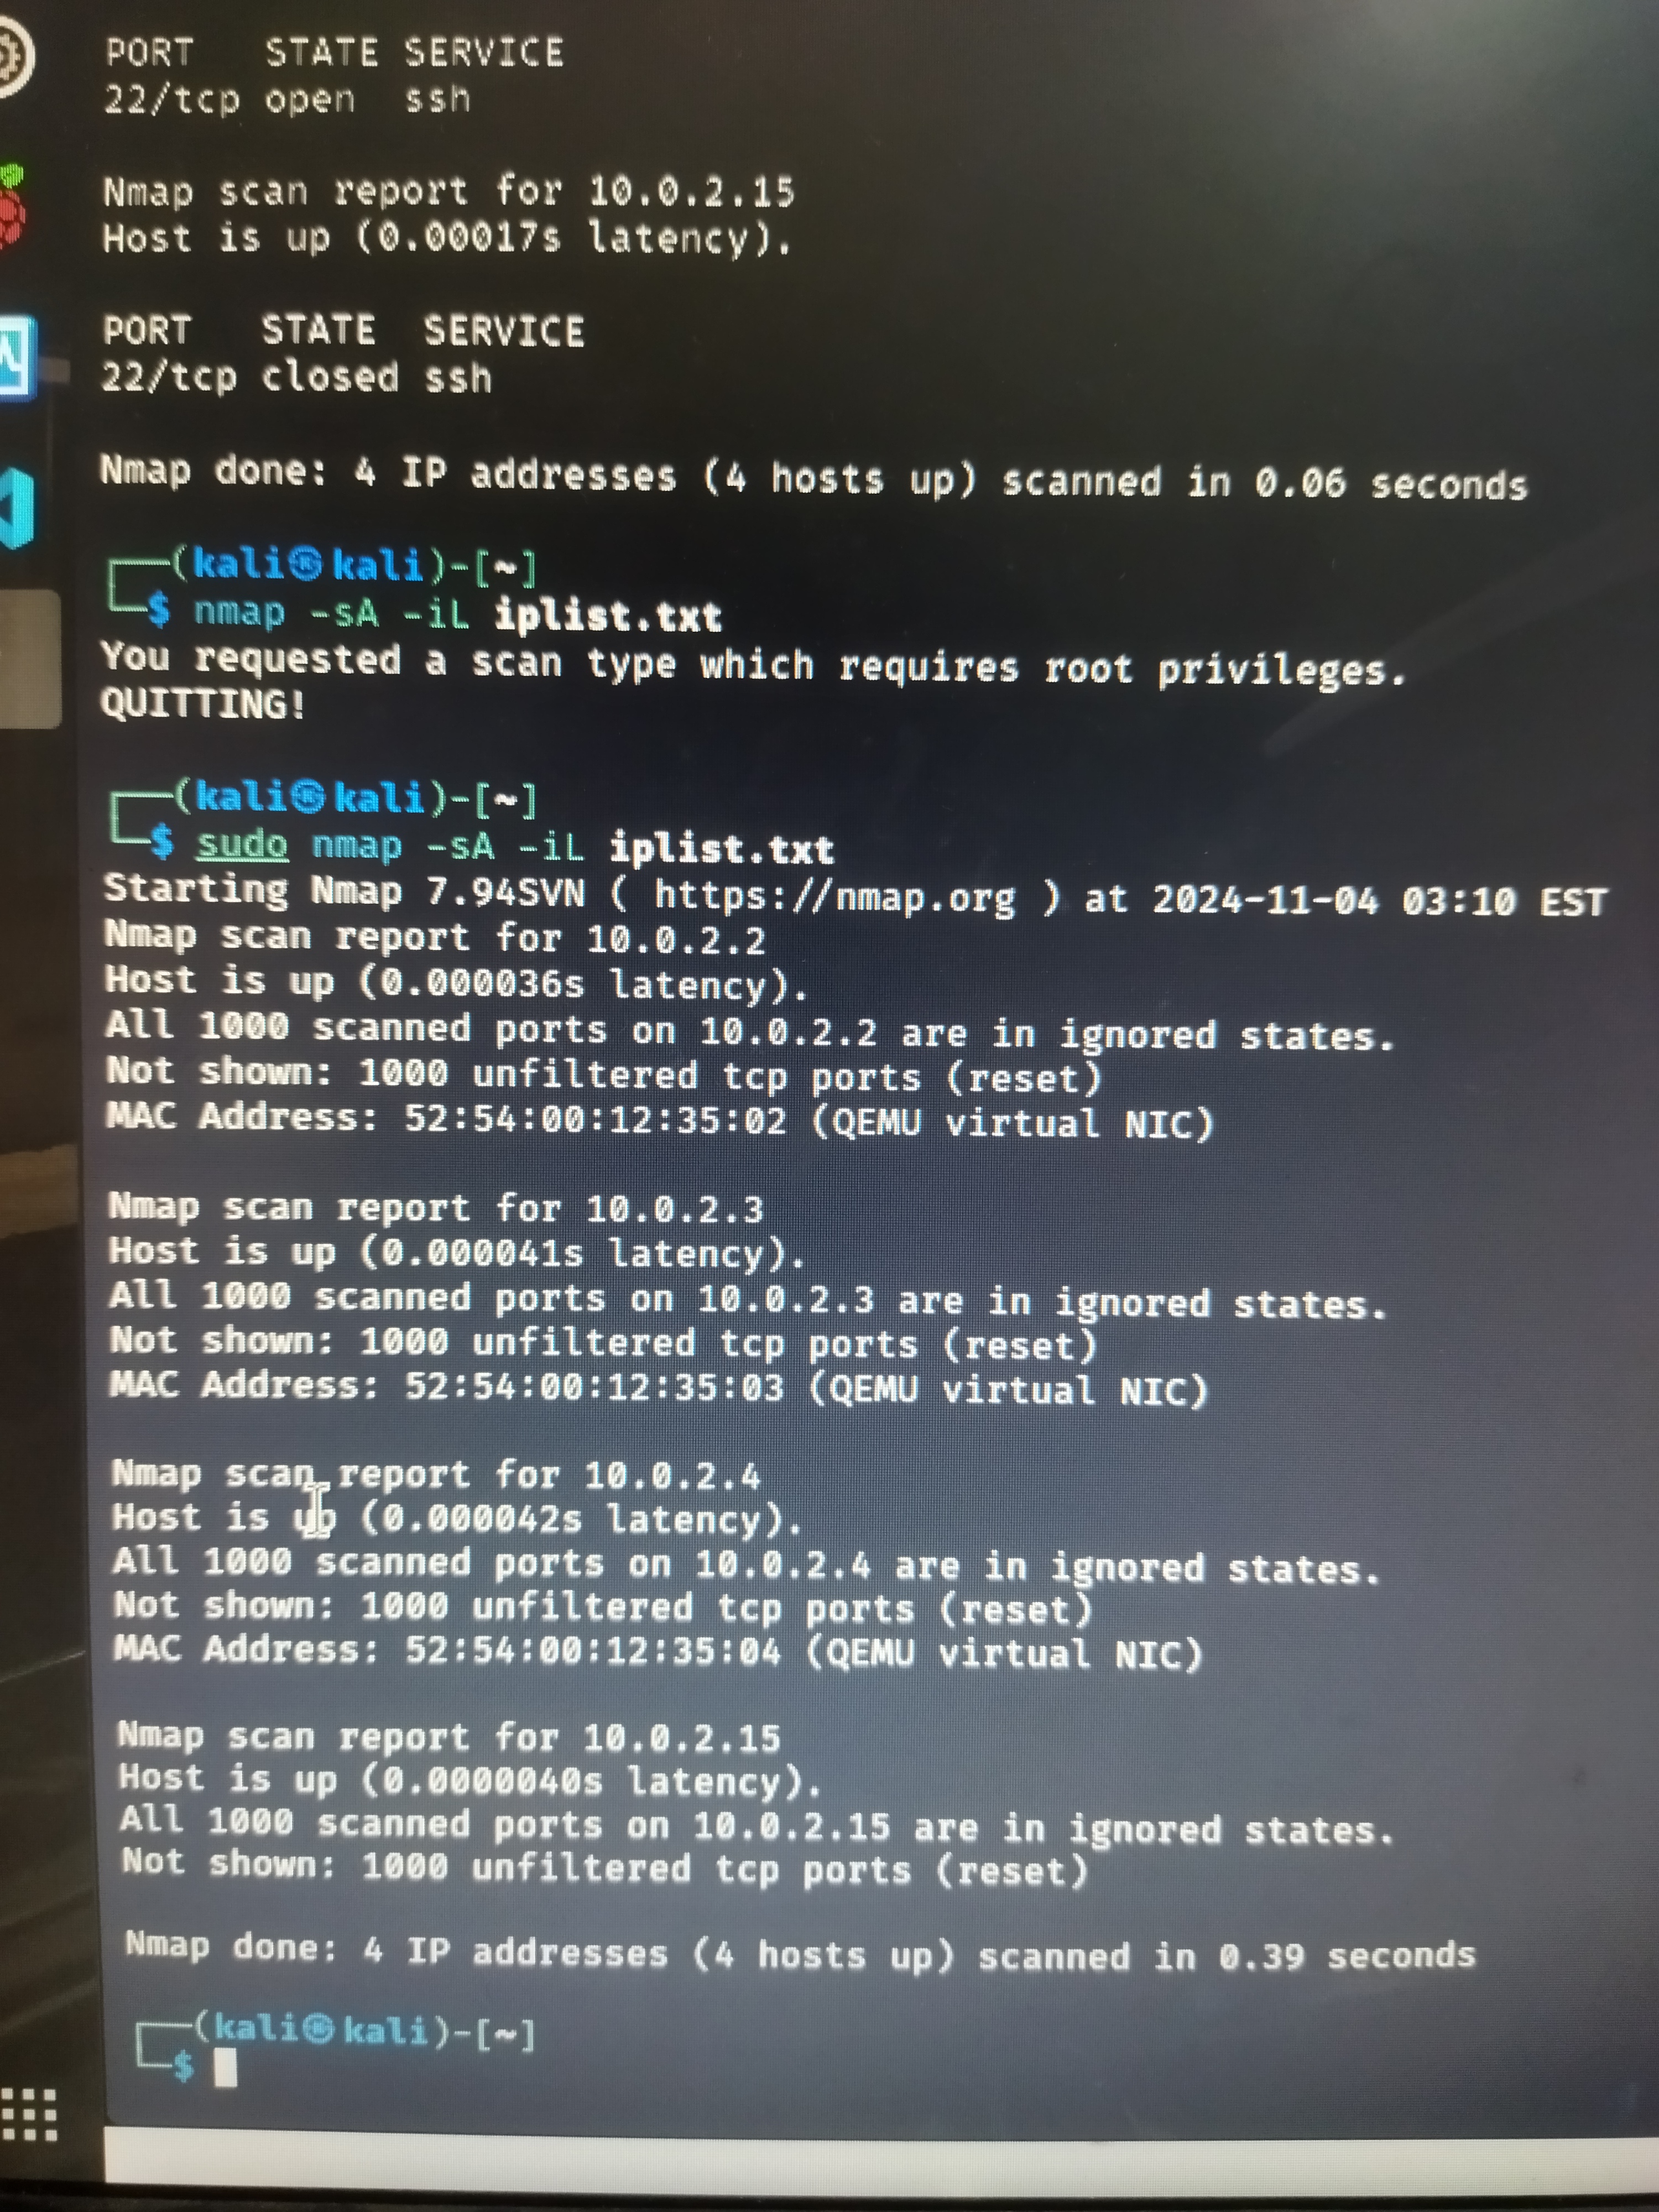 PORT   STATE SERVICE
22/tcp open  ssh
Nmap scan report for 10.0.2.15
Host is up (0.00017s latency).
PORT   STATE  SERVICE
22/tcp closed ssh
Nmap done: 4 IP addresses (4 hosts up) scanned in 0.06 seconds
┌──(kali㉿kali)-[~]
└─$ nmap -sA -iL iplist.txt
You requested a scan type which requires root privileges.
QUITTING!
┌──(kali㉿kali)-[~]
└─$ sudo nmap -sA -iL iplist.txt
Starting Nmap 7.94SVN ( https://nmap.org ) at 2024-11-04 03:10 EST
Nmap scan report for 10.0.2.2
Host is up (0.000036s latency).
All 1000 scanned ports on 10.0.2.2 are in ignored states.
Not shown: 1000 unfiltered tcp ports (reset)
MAC Address: 52:54:00:12:35:02 (QEMU virtual NIC)
Nmap scan report for 10.0.2.3
Host is up (0.000041s latency).
All 1000 scanned ports on 10.0.2.3 are in ignored states.
Not shown: 1000 unfiltered tcp ports (reset)
MAC Address: 52:54:00:12:35:03 (QEMU virtual NIC)
Nmap scan report for 10.0.2.4
Host is up (0.000042s latency).
All 1000 scanned ports on 10.0.2.4 are in ignored states.
Not shown: 1000 unfiltered tcp ports (reset)
MAC Address: 52:54:00:12:35:04 (QEMU virtual NIC)
Nmap scan report for 10.0.2.15
Host is up (0.0000040s latency).
All 1000 scanned ports on 10.0.2.15 are in ignored states.
Not shown: 1000 unfiltered tcp ports (reset)
Nmap done: 4 IP addresses (4 hosts up) scanned in 0.39 seconds
┌──(kali㉿kali)-[~]
└─$